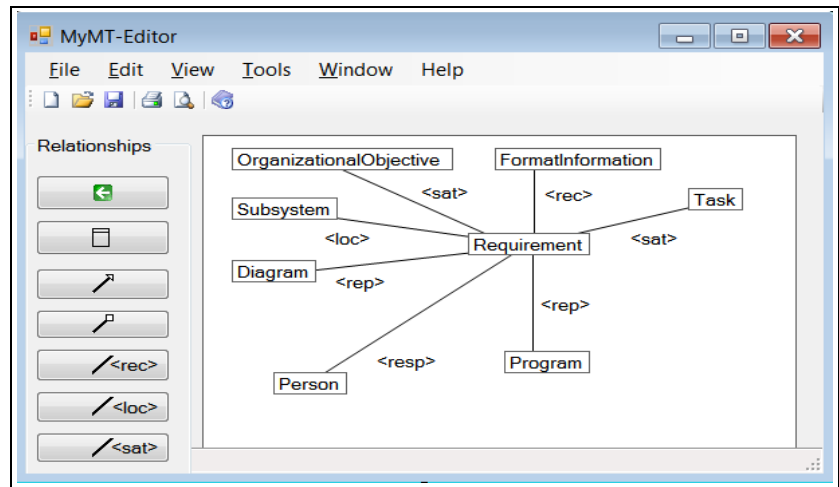 MyMT-Editor
File Edit View Tools Window Help
Relationships
OrganizationalObjective FormatInformation
<sat> <rec> Task
Subsystem
<loc> Requirement <sat>
Diagram
<rep>
<rep>
<resp> Program
Person
<rec>
<loc>
<sat>